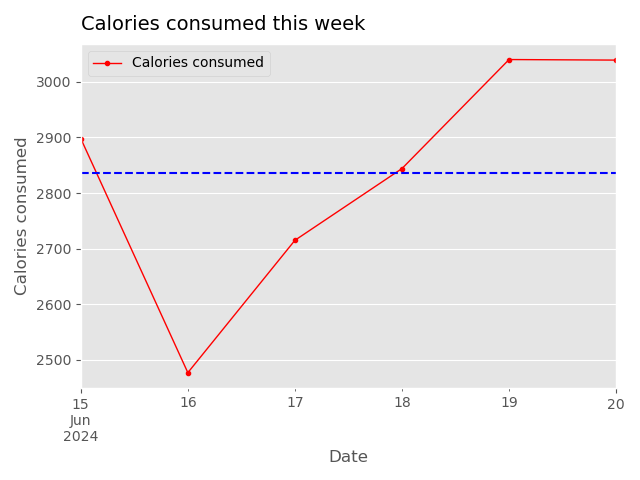 Calories consumed this week
Calories consumed
3000
2900
2800
2700
2600
2500
Calories consumed
15
Jun
2024
16
17
18
19
20
Date